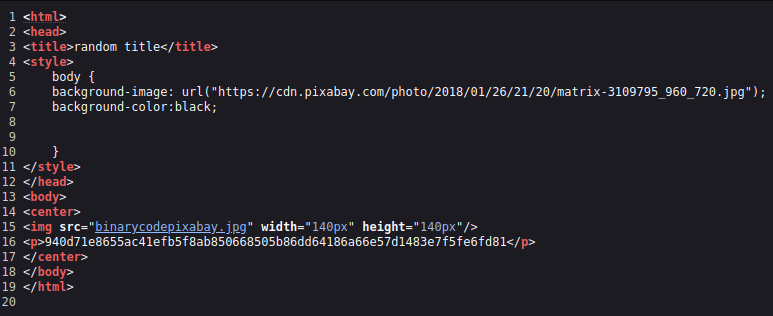 1 <html>
2 <head>
3 <title>random title</title>
4 <style>
5     body {
6     background-image: url("https://cdn.pixabay.com/photo/2018/01/26/21/20/matrix-3109795_960_720.jpg");
7     background-color:black;
8
9
10     }
11 </style>
12 </head>
13 <body>
14 <center>
15 <img src="binarycodepixabay.jpg" width="140px" height="140px"/>
16 <p>940d71e8655ac41efb5f8ab850668505b86dd64186a66e57d1483e7f5fe6fd81</p>
17 </center>
18 </body>
19 </html>
20